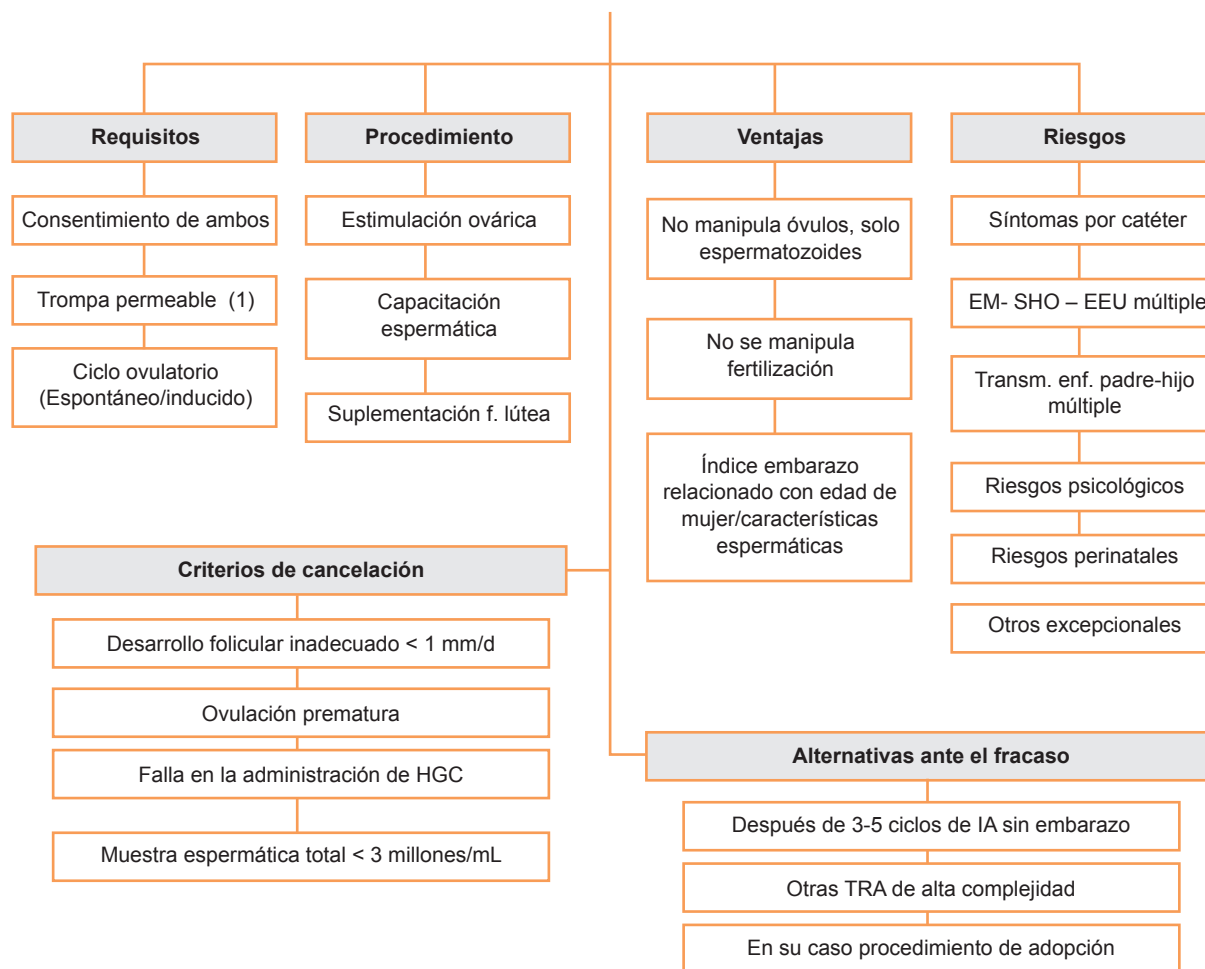 Requisitos
Consentimiento de ambos
Trompa permeable (1)
Ciclo ovulatorio
(Espontáneo/inducido)
Procedimiento
Estimulación ovárica
Capacitación
espermática
Suplementación f. lútea
Ventajas
No manipula óvulos, solo
espermatozoides
No se manipula
fertilización
Índice embarazo
relacionado con edad de
mujer/características
espermáticas
Riesgos
Síntomas por catéter
EM- SHO – EEU múltiple
Transm. enf. padre-hijo
múltiple
Riesgos psicológicos
Riesgos perinatales
Otros excepcionales
Criterios de cancelación
Desarrollo folicular inadecuado < 1 mm/d
Ovulación prematura
Falla en la administración de HGC
Muestra espermática total < 3 millones/mL
Alternativas ante el fracaso
Después de 3-5 ciclos de IA sin embarazo
Otras TRA de alta complejidad
En su caso procedimiento de adopción